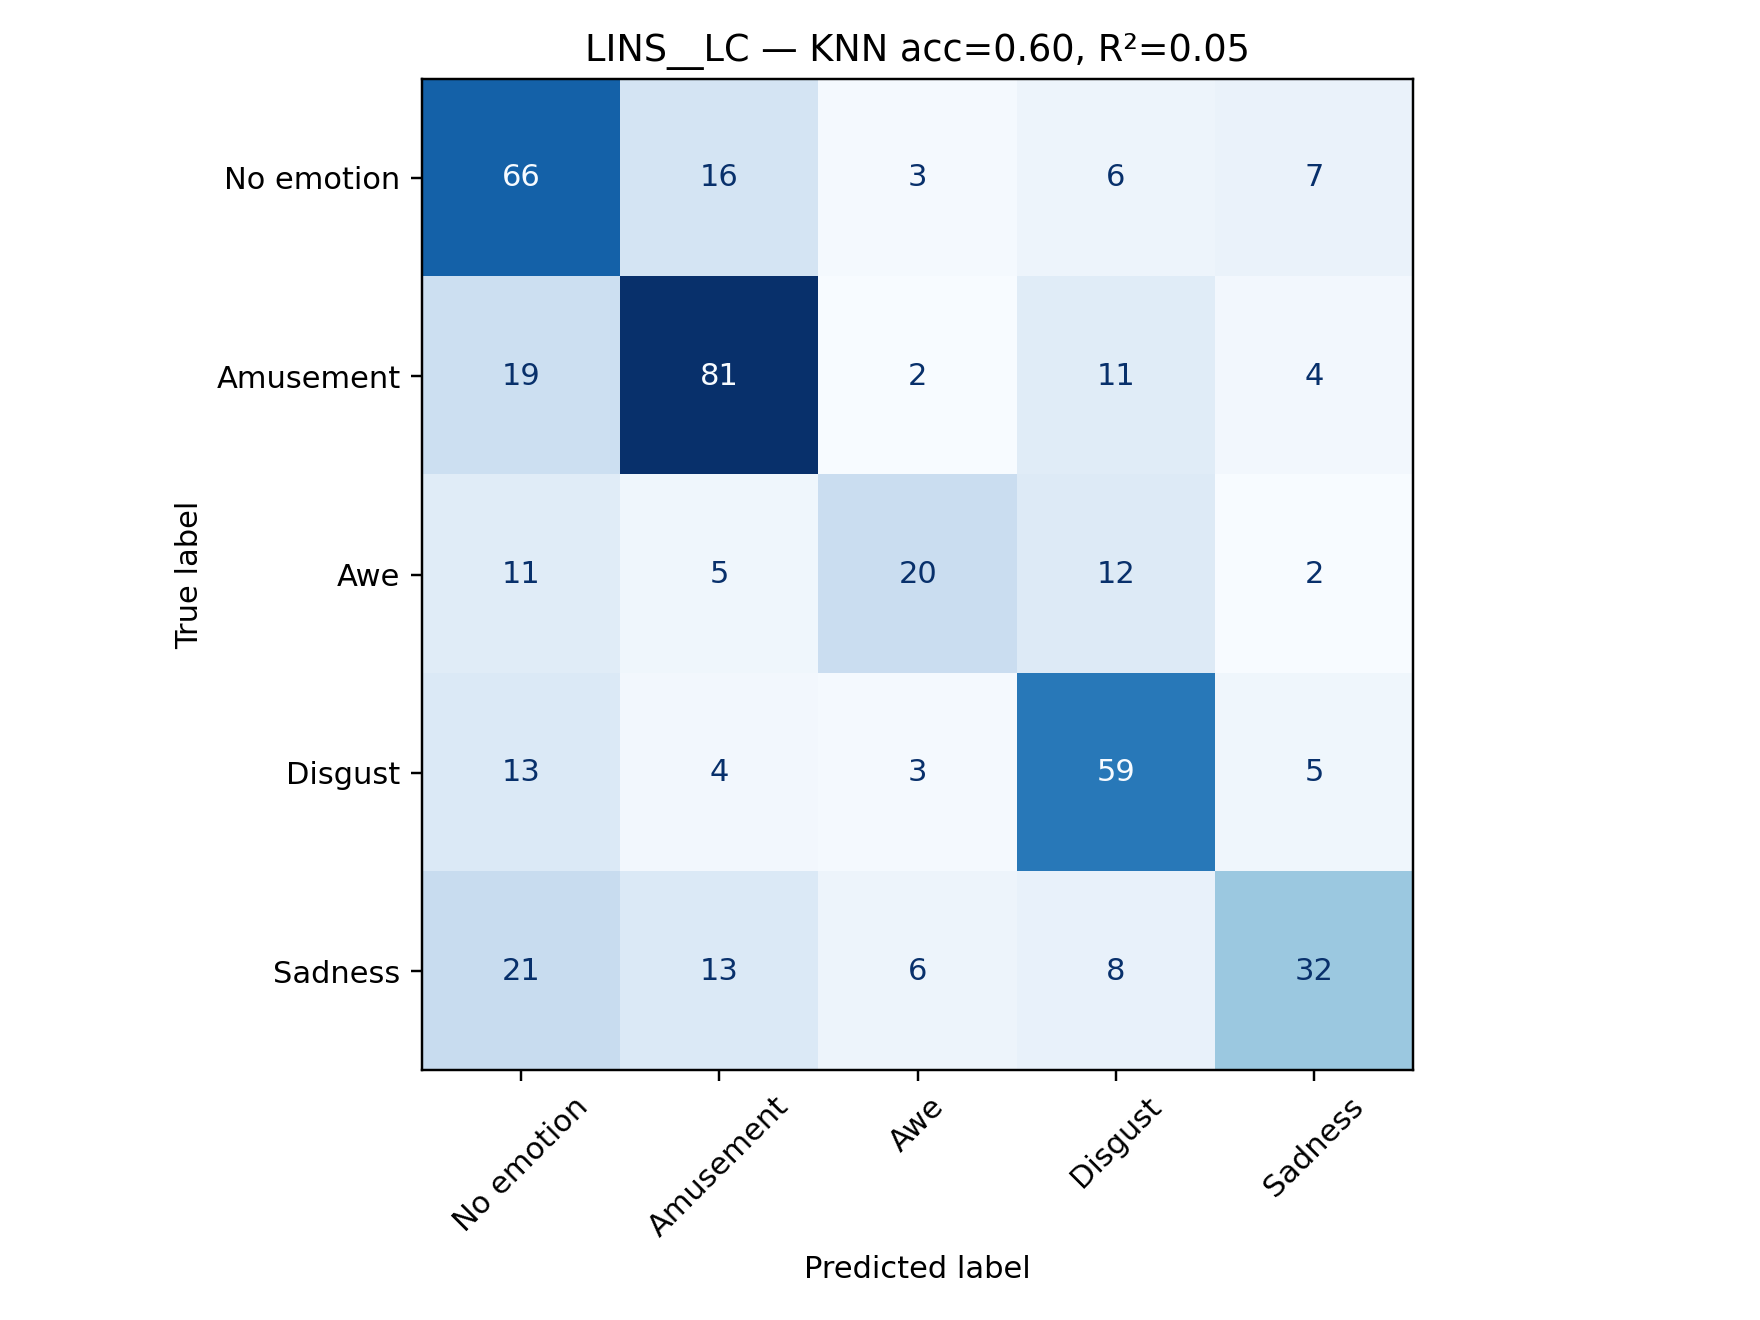 LINS__LC — KNN acc=0.60, R²=0.05
No emotion 66 16 3 6 7
Amusement 19 81 2 11 4
True label
Awe 11 5 20 12 2
Disgust 13 4 3 59 5
Sadness 21 13 6 8 32
No emotion Amusement Awe Disgust Sadness
Predicted label